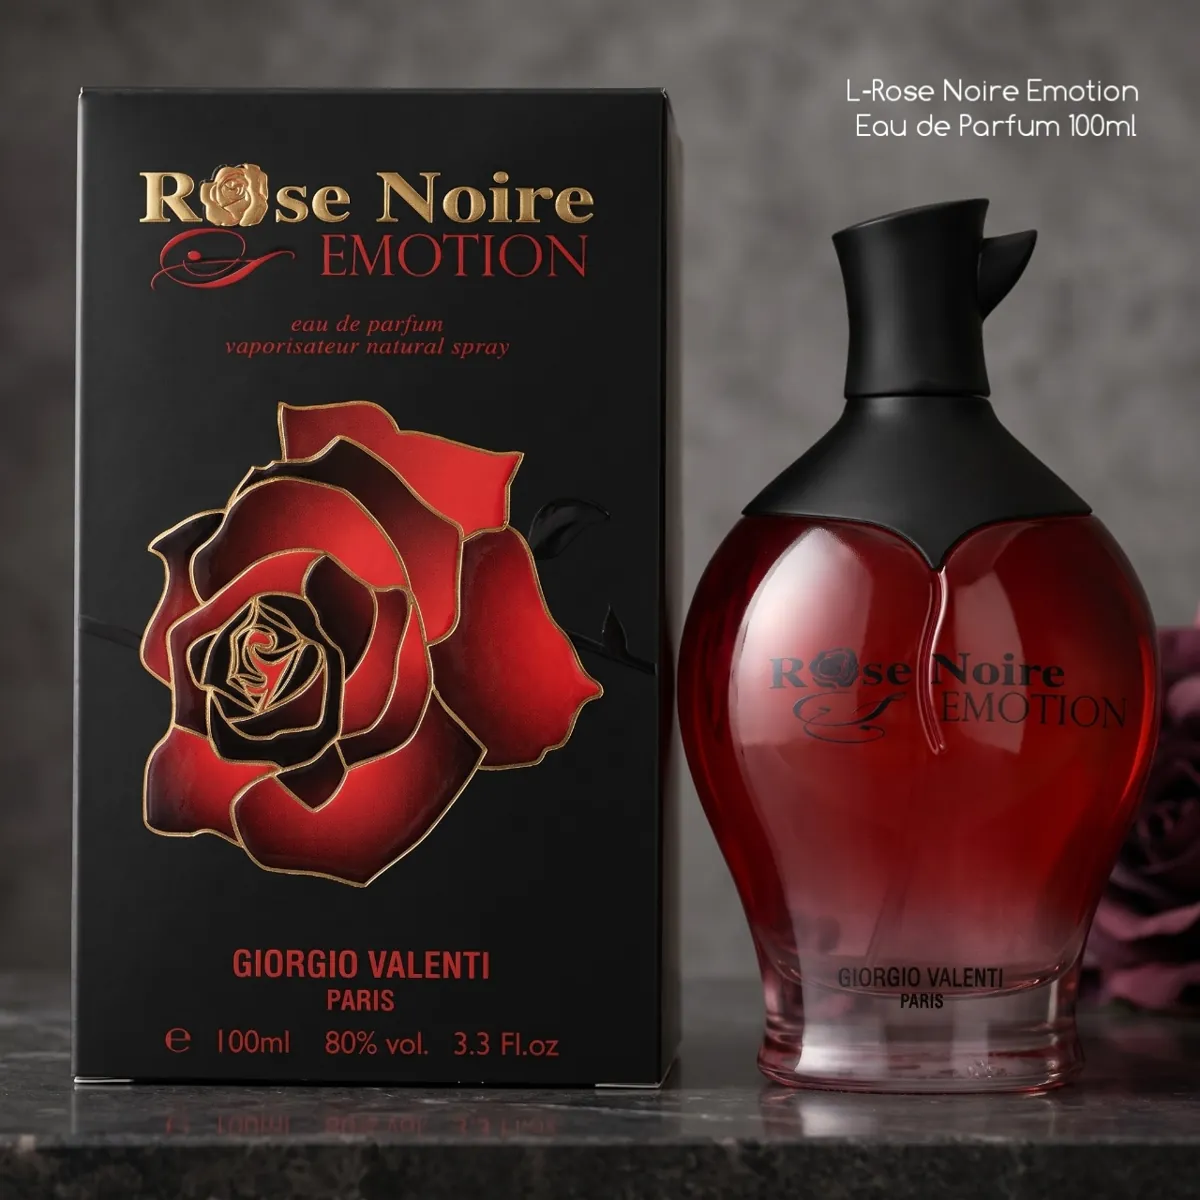 L-Rose Noire Emotion
Eau de Parfum 100ml
Rose Noire
EMOTION
eau de parfum
vaporisateur natural spray
GIORGIO VALENTI
PARIS
e 100ml 80% vol. 3.3 Fl.oz
Rose Noire
EMOTION
GIORGIO VALENTI
PARIS